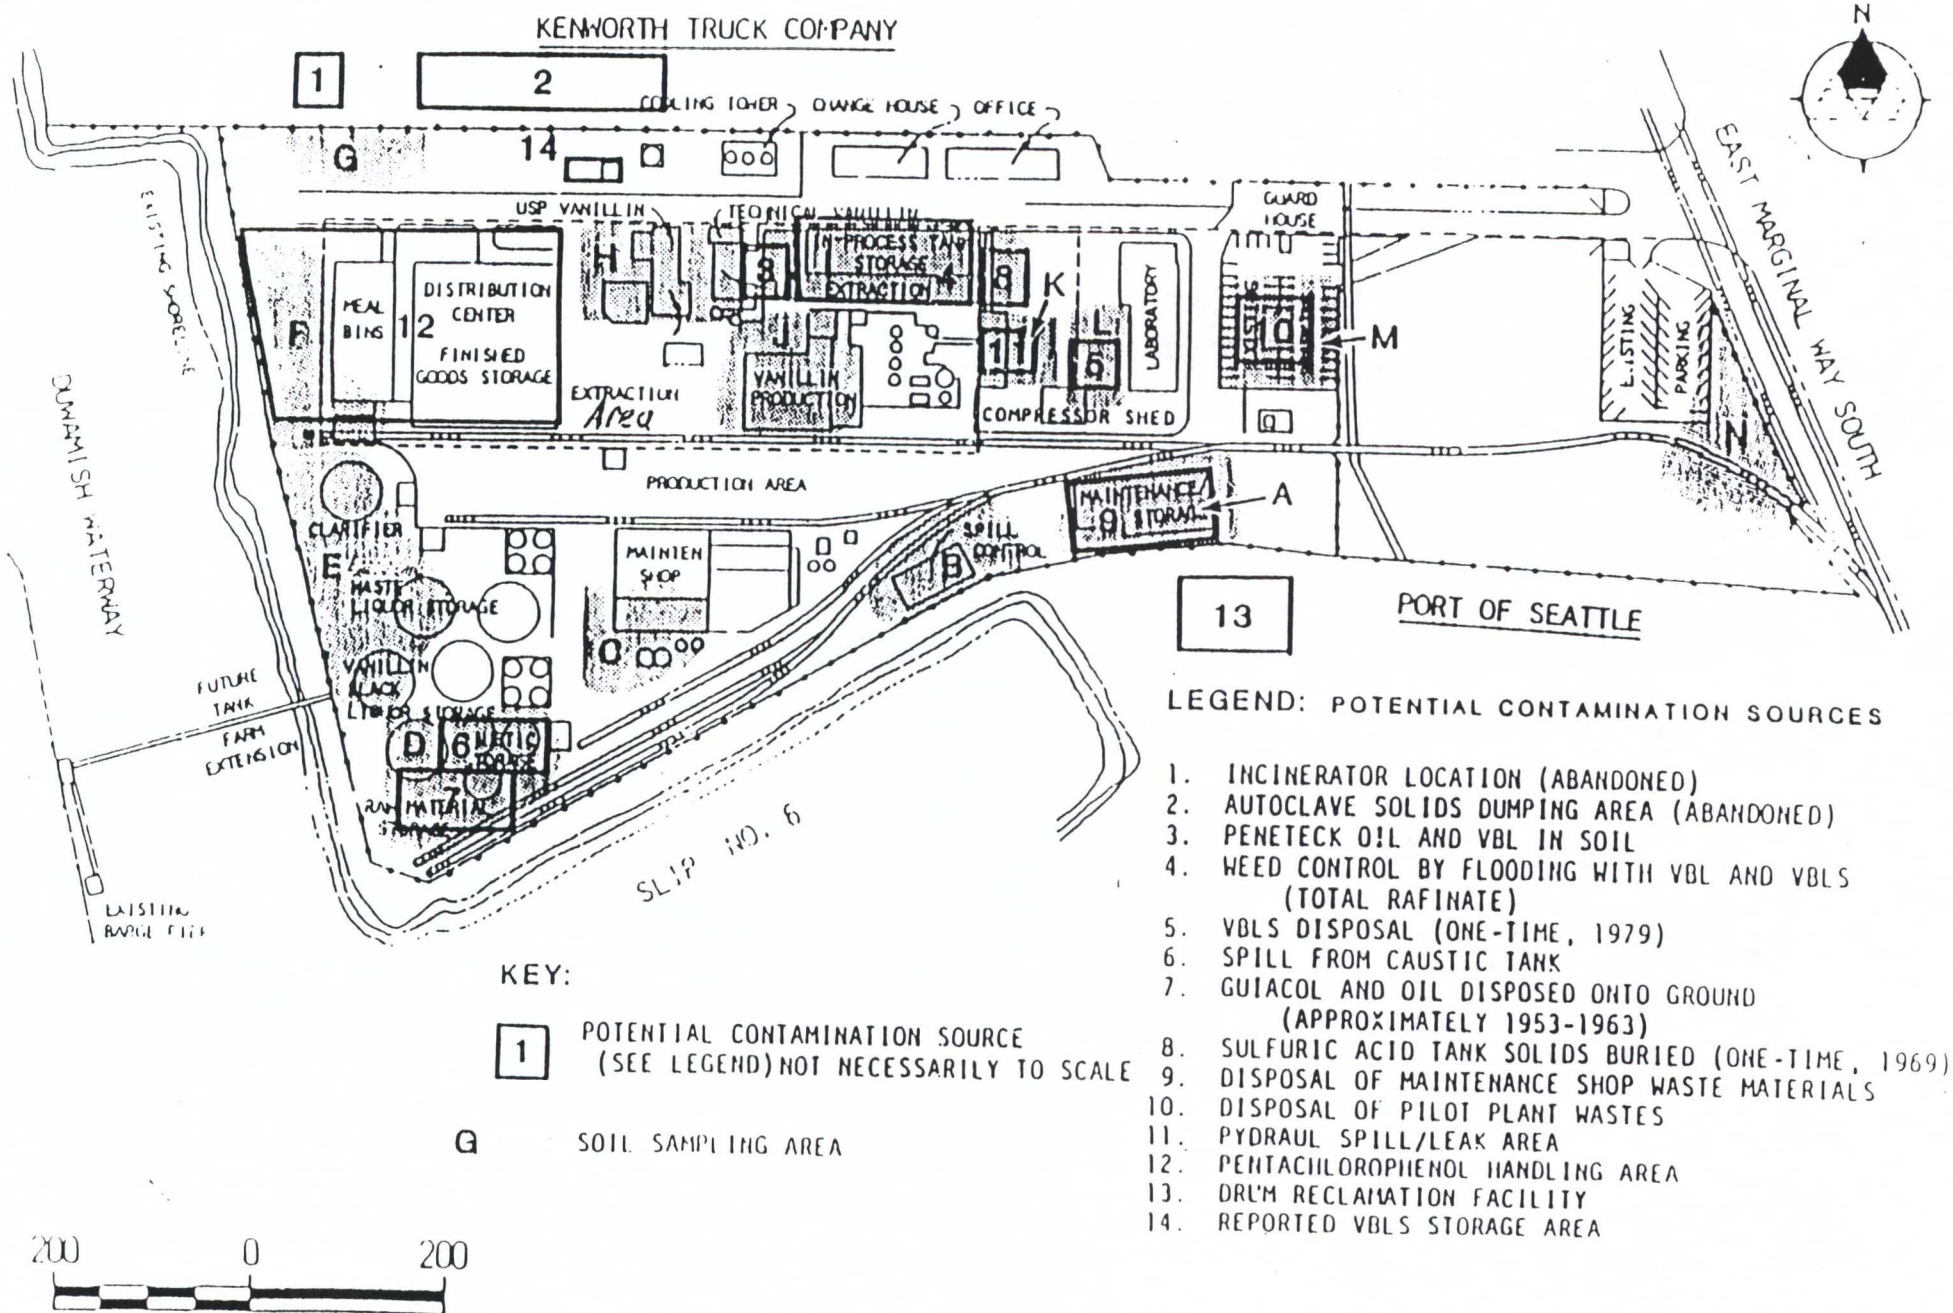 KENWORTH TRUCK COMPANY
N
1
2
COOLING TOWER
CHANGE HOUSE
OFFICE
G
14
USP VANILLIN
TECHNICAL VANILLIN
GUARD
HOUSE
EAST MARGINAL WAY SOUTH
EXISTING SHORELINE
DUWAMISH WATERWAY
F
MEAL
BINS
12
DISTRIBUTION
CENTER
FINISHED
GOODS STORAGE
H
3
IN-PROCESS TANK
STORAGE
4
EXTRACTION
8
K
LABORATORY
10
M
EXISTING
PARKING
J
VANILLIN
PRODUCTION
11
L
5
EXTRACTION
Area
COMPRESSOR SHED
N
PRODUCTION AREA
CLARIFIER
MAINTENANCE/
9
A
SPILL
CONTROL
B
MAINTEN
SHOP
E
WASTE
LIQUOR STORAGE
C
13
PORT OF SEATTLE
VANILLIN
BLACK
LIQUOR STORAGE
FUTURE
TANK
FARM
EXTENSION
D
6
7
RAW MATERIAL
STORAGE
SLIP NO. 6
EXISTING
BARGE PIER
LEGEND: POTENTIAL CONTAMINATION SOURCES
1. INCINERATOR LOCATION (ABANDONED)
2. AUTOCLAVE SOLIDS DUMPING AREA (ABANDONED)
3. PENETECK OIL AND VBL IN SOIL
4. WEED CONTROL BY FLOODING WITH VBL AND VBLS
(TOTAL RAFINATE)
5. VBLS DISPOSAL (ONE-TIME, 1979)
6. SPILL FROM CAUSTIC TANK
7. GUIACOL AND OIL DISPOSED ONTO GROUND
(APPROXIMATELY 1953-1963)
8. SULFURIC ACID TANK SOLIDS BURIED (ONE-TIME, 1969)
9. DISPOSAL OF MAINTENANCE SHOP WASTE MATERIALS
10. DISPOSAL OF PILOT PLANT WASTES
11. PYDRAUL SPILL/LEAK AREA
12. PENTACHLOROPHENOL HANDLING AREA
13. DRUM RECLAMATION FACILITY
14. REPORTED VBLS STORAGE AREA
KEY:
1
POTENTIAL CONTAMINATION SOURCE
(SEE LEGEND) NOT NECESSARILY TO SCALE
G
SOIL SAMPLING AREA
200 0 200